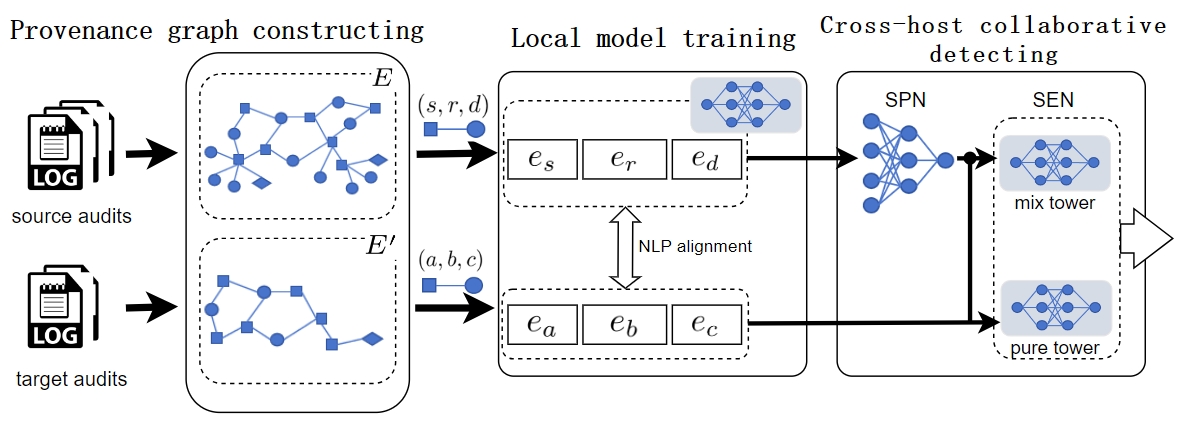 Provenance graph constructing
Local model training
Cross-host collaborative
detecting
LOG
source audits
E
(s, r, d)
e_s
e_r
e_d
SPN
SEN
mix tower
NLP alignment
LOG
target audits
E′
(a, b, c)
e_a
e_b
e_c
pure tower